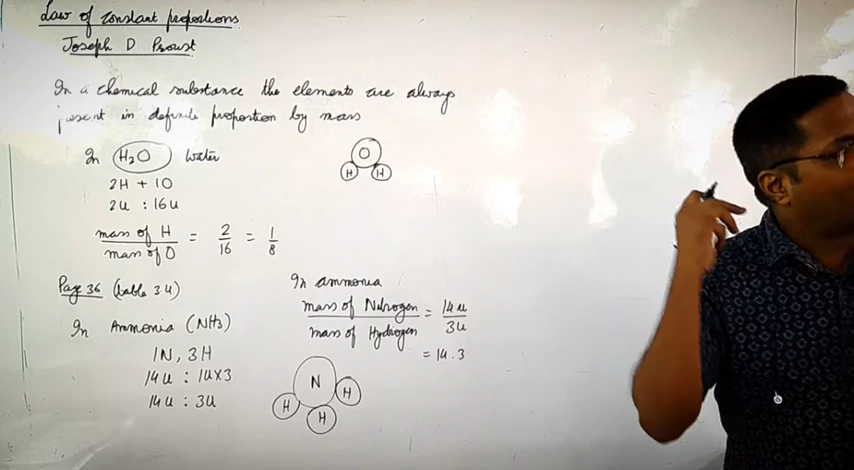 Law of constant proportions
Joseph D Proust
In a chemical substance the elements are always
present in definite proportion by mass
In H2O Water
2H + 1O
2u : 16u
mass of H / mass of O = 2/16 = 1/8
O
H H
Page 36 (table 3.4)
In Ammonia (NH3)
1N, 3H
14u : 1u×3
14u : 3u
In ammonia
mass of Nitrogen / mass of Hydrogen = 14u/3u
= 14.3
N
H H H